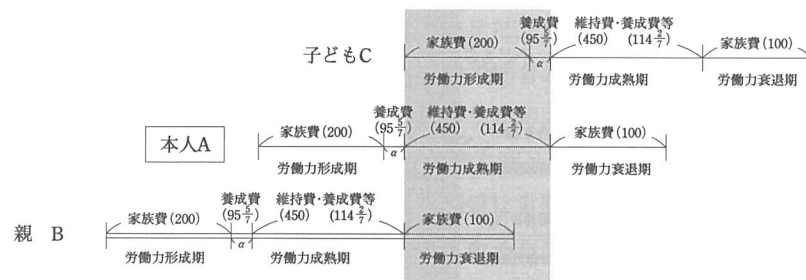 養成費 維持費・養成費等
家族費(200) (95 5/7) (450) (114 2/7) 家族費(100)
子どもC
α
労働力形成期 労働力成熟期 労働力衰退期
養成費 維持費・養成費等
家族費(200) (95 5/7) (450) (114 2/7) 家族費(100)
本人A
α
労働力形成期 労働力成熟期 労働力衰退期
養成費 維持費・養成費等
家族費(200) (95 5/7) (450) (114 2/7) 家族費(100)
親 B
α
労働力形成期 労働力成熟期 労働力衰退期